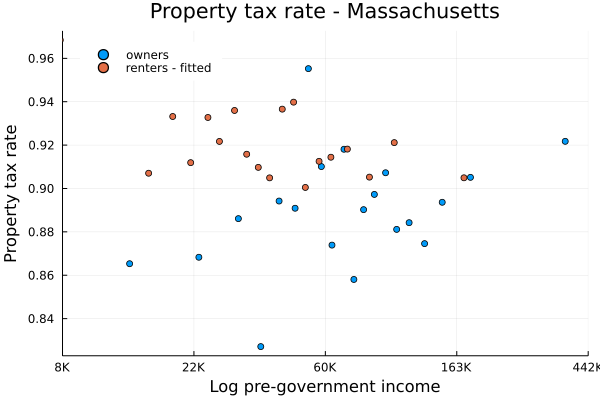 Property tax rate - Massachusetts
owners
renters - fitted
Property tax rate
0.96
0.94
0.92
0.90
0.88
0.86
0.84
8K 22K 60K 163K 442K
Log pre-government income